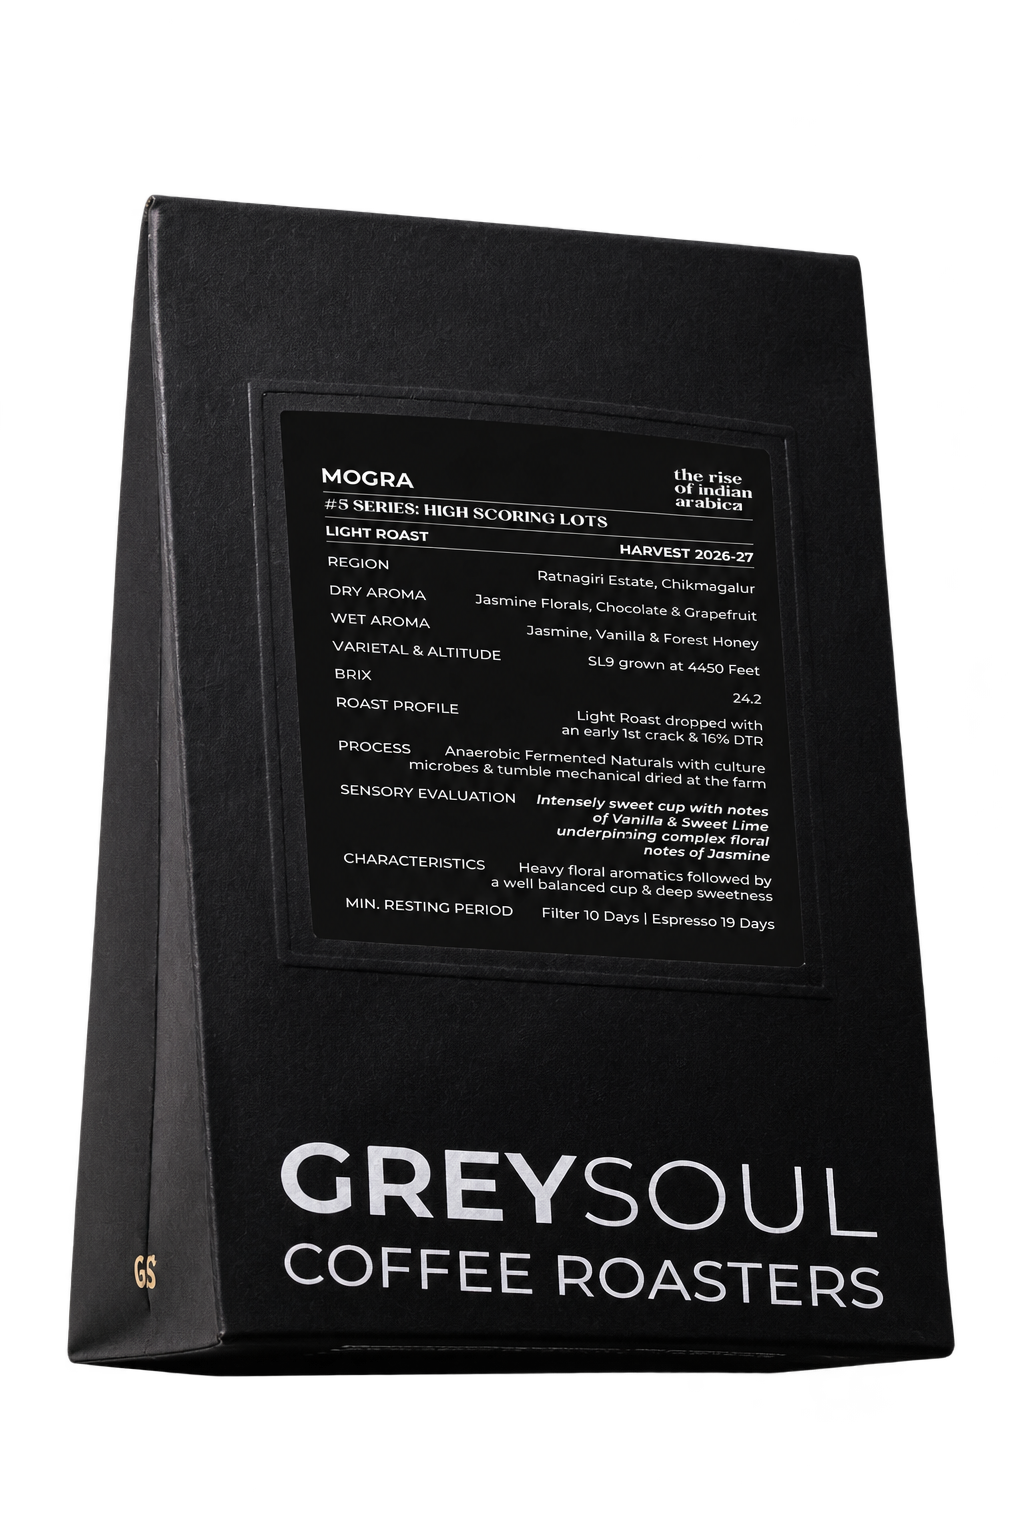 MOGRA
the rise
of indian
arabica
#5 SERIES: HIGH SCORING LOTS
LIGHT ROAST
HARVEST 2026-27
REGION
Ratnagiri Estate, Chikmagalur
DRY AROMA
Jasmine Florals, Chocolate & Grapefruit
WET AROMA
Jasmine, Vanilla & Forest Honey
VARIETAL & ALTITUDE
SL9 grown at 4450 Feet
BRIX
24.2
ROAST PROFILE
Light Roast dropped with
an early 1st crack & 16% DTR
PROCESS
Anaerobic Fermented Naturals with culture
microbes & tumble mechanical dried at the farm
SENSORY EVALUATION
Intensely sweet cup with notes
of Vanilla & Sweet Lime
underpinning complex floral
notes of Jasmine
CHARACTERISTICS
Heavy floral aromatics followed by
a well balanced cup & deep sweetness
MIN. RESTING PERIOD
Filter 10 Days | Espresso 19 Days
GREYSOUL
COFFEE ROASTERS
GS